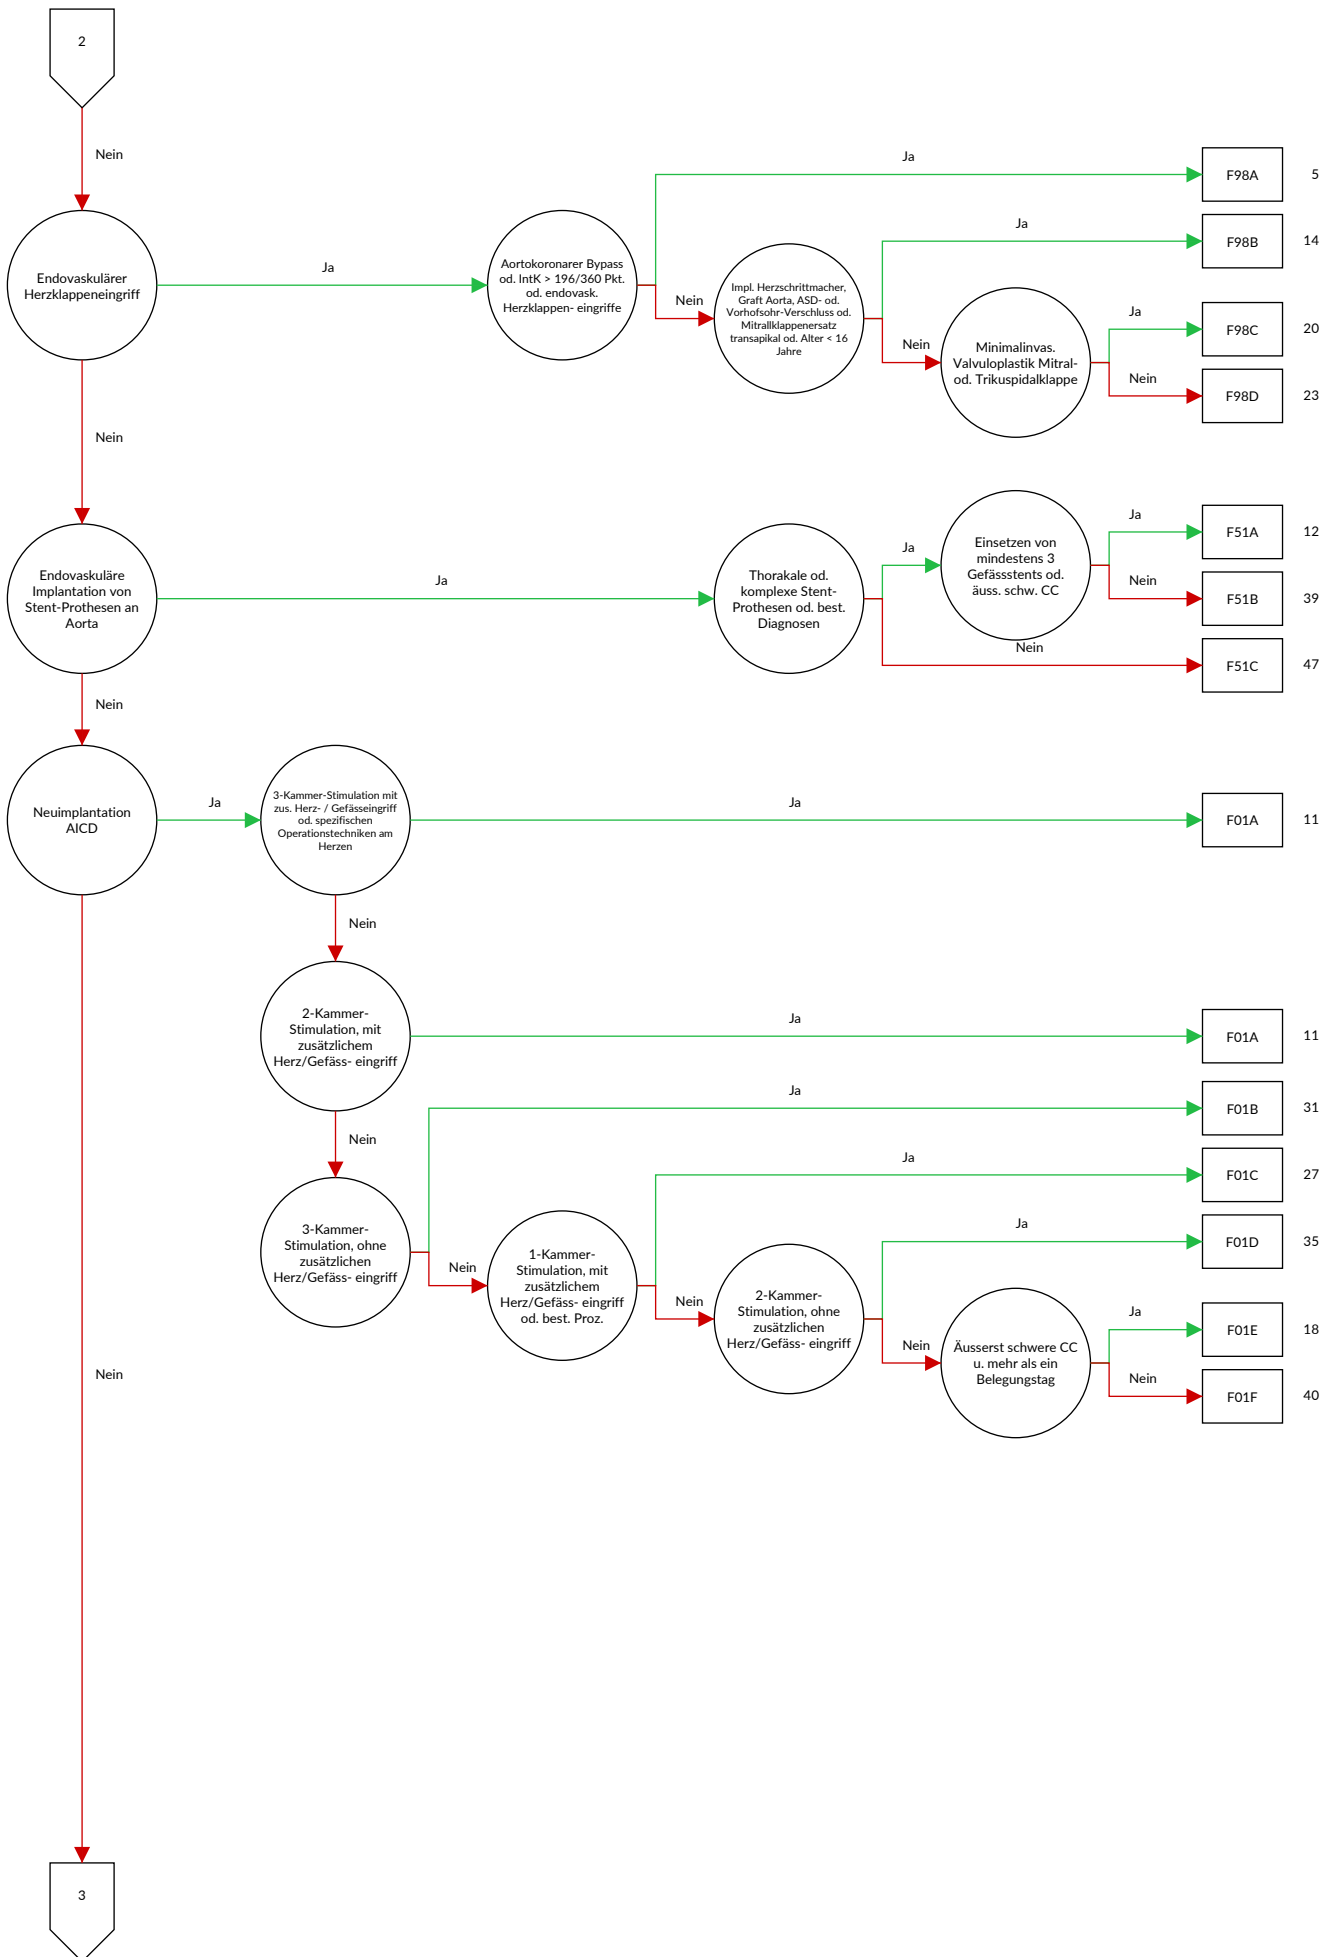 2
Nein
Ja
F98A
5
Ja
F98B
14
Endovaskulärer
Herzklappeneingriff
Ja
Aortokoronarer Bypass
od. IntK > 196/360 Pkt.
od. endovask.
Herzklappen- eingriffe
Nein
Impl. Herzschrittmacher,
Graft Aorta, ASD- od.
Vorhofsohr-Verschluss od.
Mitrallklappenersatz
transapikal od. Alter < 16
Jahre
Nein
Minimalinvas.
Valvuloplastik Mitral-
od. Trikuspidalklappe
Ja
F98C
20
Nein
F98D
23
Nein
Endovaskuläre
Implantation von
Stent-Prothesen an
Aorta
Ja
Thorakale od.
komplexe Stent-
Prothesen od. best.
Diagnosen
Ja
Einsetzen von
mindestens 3
Gefässstents od.
äuss. schw. CC
Ja
F51A
12
Nein
F51B
39
Nein
F51C
47
Nein
Neuimplantation
AICD
Ja
3-Kammer-Stimulation mit
zus. Herz- / Gefässeingriff
od. spezifischen
Operationstechniken am
Herzen
Ja
F01A
11
Nein
2-Kammer-
Stimulation, mit
zusätzlichem
Herz/Gefäss- eingriff
Ja
F01A
11
Nein
Ja
F01B
31
3-Kammer-
Stimulation, ohne
zusätzlichen
Herz/Gefäss- eingriff
Nein
1-Kammer-
Stimulation, mit
zusätzlichem
Herz/Gefäss- eingriff
od. best. Proz.
Ja
F01C
27
Nein
2-Kammer-
Stimulation, ohne
zusätzlichen
Herz/Gefäss- eingriff
Ja
F01D
35
Nein
Äusserst schwere CC
u. mehr als ein
Belegungstag
Ja
F01E
18
Nein
F01F
40
Nein
3